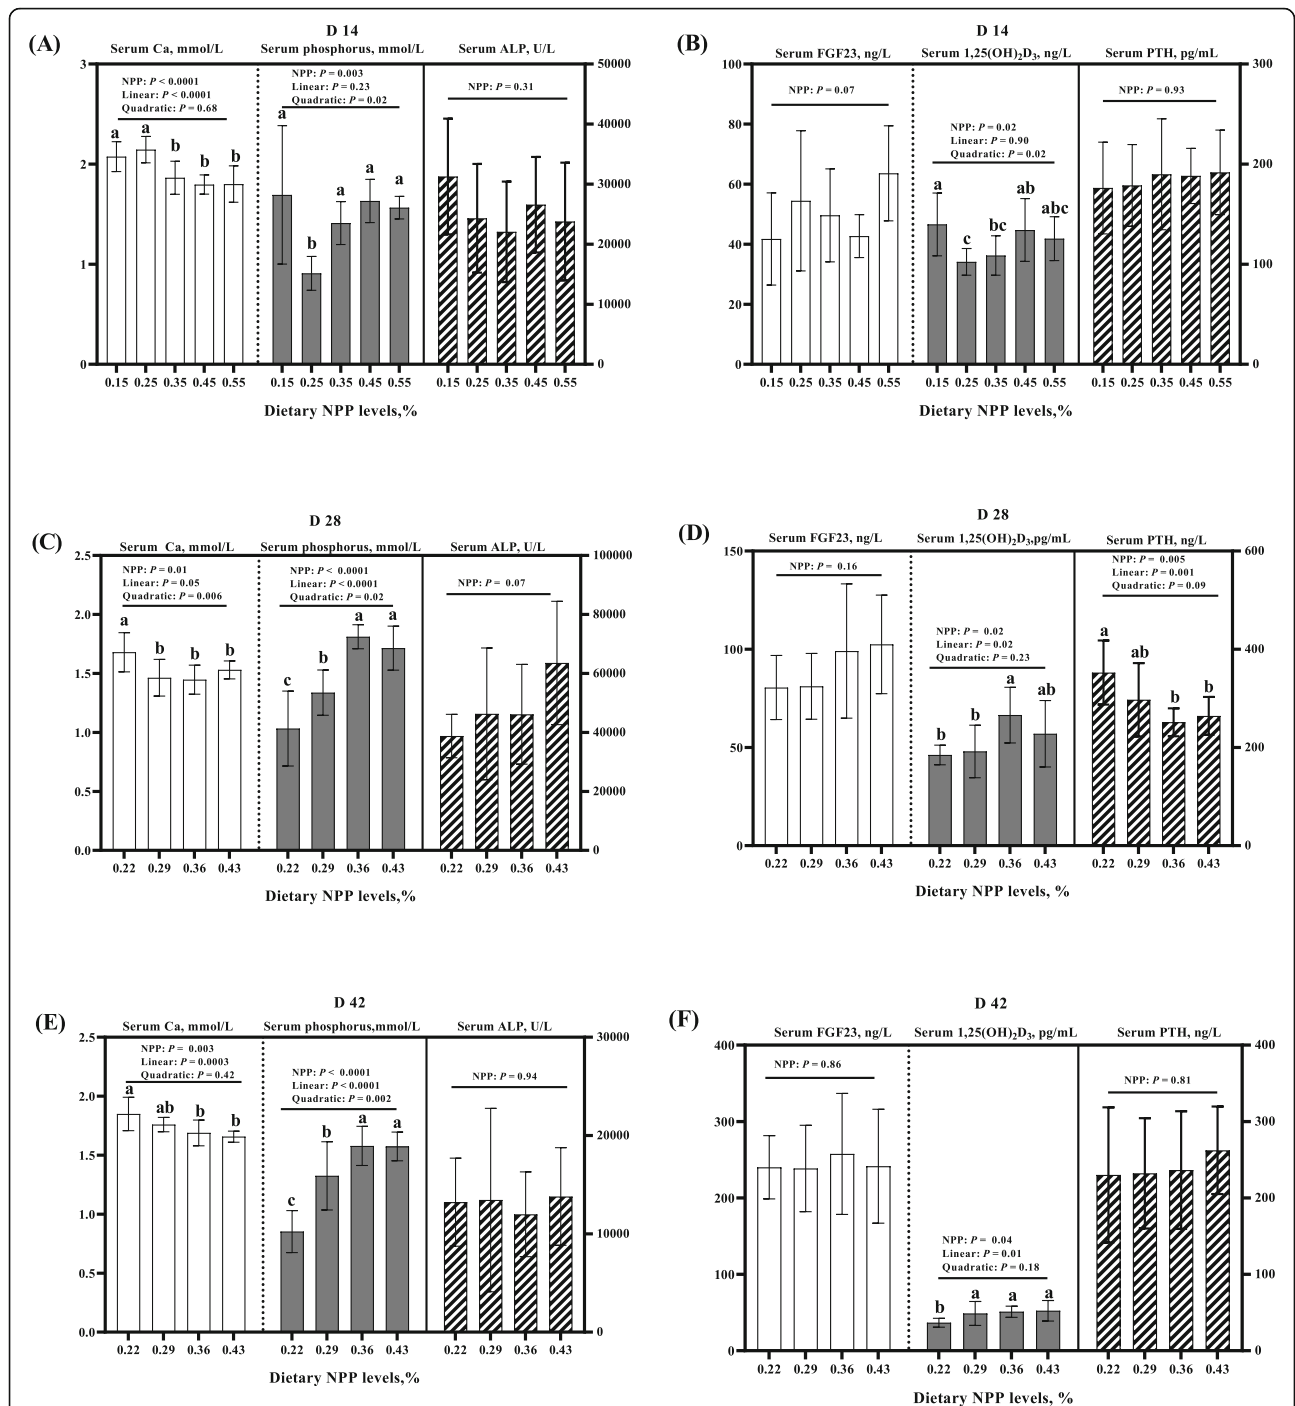 D 14
(A)
Serum Ca, mmol/L Serum phosphorus, mmol/L Serum ALP, U/L
NPP: P < 0.0001
Linear: P < 0.0001
Quadratic: P = 0.68
NPP: P = 0.003
Linear: P = 0.23
Quadratic: P = 0.02
NPP: P = 0.31
3
2
1
0
50000
40000
30000
20000
10000
0
a a b b b
a b a a a
0.15 0.25 0.35 0.45 0.55 0.15 0.25 0.35 0.45 0.55 0.15 0.25 0.35 0.45 0.55
Dietary NPP levels,%
D 14
(B)
Serum FGF23, ng/L Serum 1,25(OH)2D3, ng/L Serum PTH, pg/mL
NPP: P = 0.07
NPP: P = 0.02
Linear: P = 0.90
Quadratic: P = 0.02
NPP: P = 0.93
100
80
60
40
20
0
300
200
100
0
a c bc ab abc
0.15 0.25 0.35 0.45 0.55 0.15 0.25 0.35 0.45 0.55 0.15 0.25 0.35 0.45 0.55
Dietary NPP levels,%
D 28
(C)
Serum Ca, mmol/L Serum phosphorus, mmol/L Serum ALP, U/L
NPP: P = 0.01
Linear: P = 0.05
Quadratic: P = 0.006
NPP: P < 0.0001
Linear: P < 0.0001
Quadratic: P = 0.02
NPP: P = 0.07
2.5
2.0
1.5
1.0
0.5
0.0
100000
80000
60000
40000
20000
0
a b b b
c b a a
0.22 0.29 0.36 0.43 0.22 0.29 0.36 0.43 0.22 0.29 0.36 0.43
Dietary NPP levels,%
D 28
(D)
Serum FGF23, ng/L Serum 1,25(OH)2D3,pg/mL Serum PTH, ng/L
NPP: P = 0.16
NPP: P = 0.02
Linear: P = 0.02
Quadratic: P = 0.23
NPP: P = 0.005
Linear: P = 0.001
Quadratic: P = 0.09
150
100
50
0
600
400
200
0
b b a ab
a ab b b
0.22 0.29 0.36 0.43 0.22 0.29 0.36 0.43 0.22 0.29 0.36 0.43
Dietary NPP levels, %
D 42
(E)
Serum Ca, mmol/L Serum phosphorus,mmol/L Serum ALP, U/L
NPP: P = 0.003
Linear: P = 0.0003
Quadratic: P = 0.42
NPP: P < 0.0001
Linear: P < 0.0001
Quadratic: P = 0.002
NPP: P = 0.94
2.5
2.0
1.5
1.0
0.5
0.0
30000
20000
10000
0
a ab b b
c b a a
0.22 0.29 0.36 0.43 0.22 0.29 0.36 0.43 0.22 0.29 0.36 0.43
Dietary NPP levels,%
D 42
(F)
Serum FGF23, ng/L Serum 1,25(OH)2D3, pg/mL Serum PTH, ng/L
NPP: P = 0.86
NPP: P = 0.04
Linear: P = 0.01
Quadratic: P = 0.18
NPP: P = 0.81
400
300
200
100
0
400
300
200
100
0
b a a a
0.22 0.29 0.36 0.43 0.22 0.29 0.36 0.43 0.22 0.29 0.36 0.43
Dietary NPP levels, %